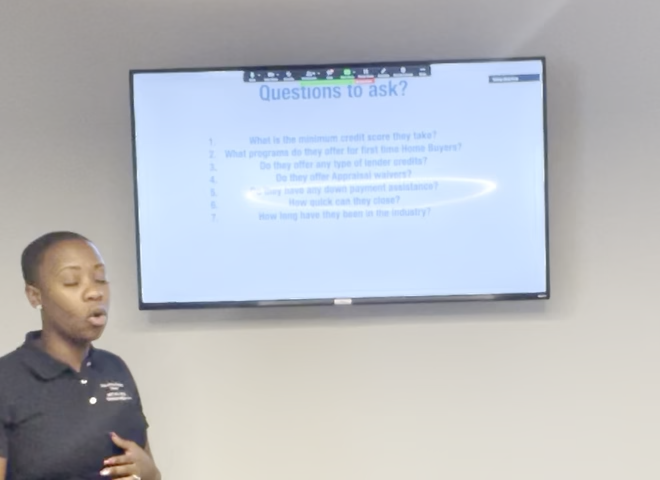 Questions to ask?
1. What is the minimum credit score they take?
2. What programs do they offer for first time Home Buyers?
3. Do they offer any type of lender credits?
4. Do they offer Appraisal waivers?
5. they have any down payment assistance?
6. How quick can they close?
7. How long have they been in the industry?